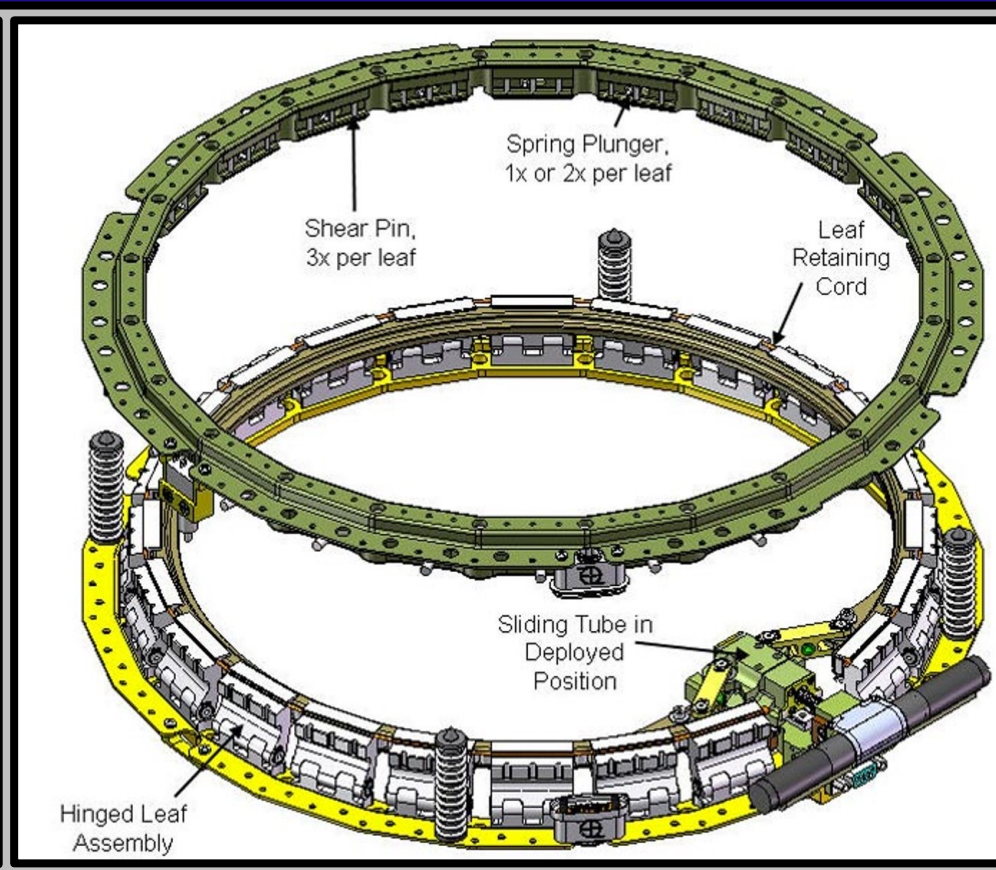 Spring Plunger,
1x or 2x per leaf
Shear Pin,
3x per leaf
Leaf
Retaining
Cord
Sliding Tube in
Deployed
Position
Hinged Leaf
Assembly